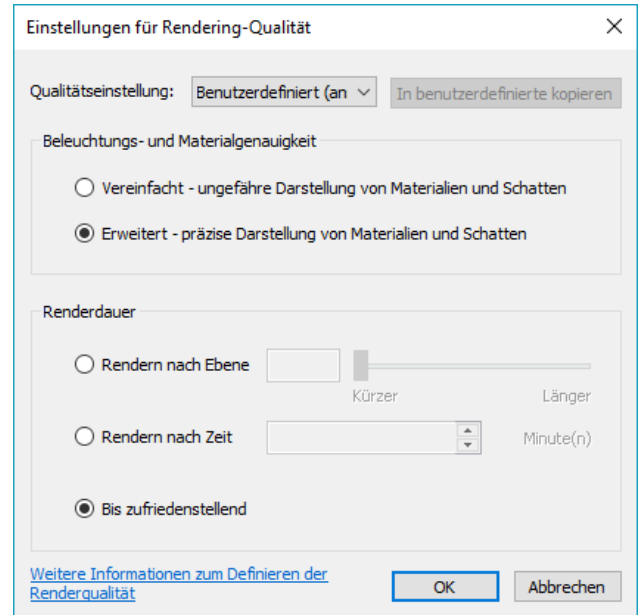 Einstellungen für Rendering-Qualität
Qualitätseinstellung: Benutzerdefiniert (an In benutzerdefinierte kopieren
Beleuchtungs- und Materialgenauigkeit
Vereinfacht - ungefähre Darstellung von Materialien und Schatten
Erweitert - präzise Darstellung von Materialien und Schatten
Renderdauer
Rendern nach Ebene
Kürzer Länger
Rendern nach Zeit Minute(n)
Bis zufriedenstellend
Weitere Informationen zum Definieren der
Renderqualität
OK Abbrechen